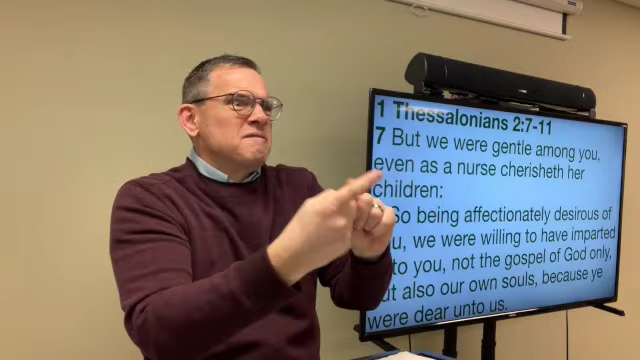 1 Thessalonians 2:7-11
7 But we were gentle among you,
even as a nurse cherisheth her
children:
So being affectionately desirous of
we were willing to have imparted
to you, not the gospel of God only,
also our own souls, because ye
were dear unto us.